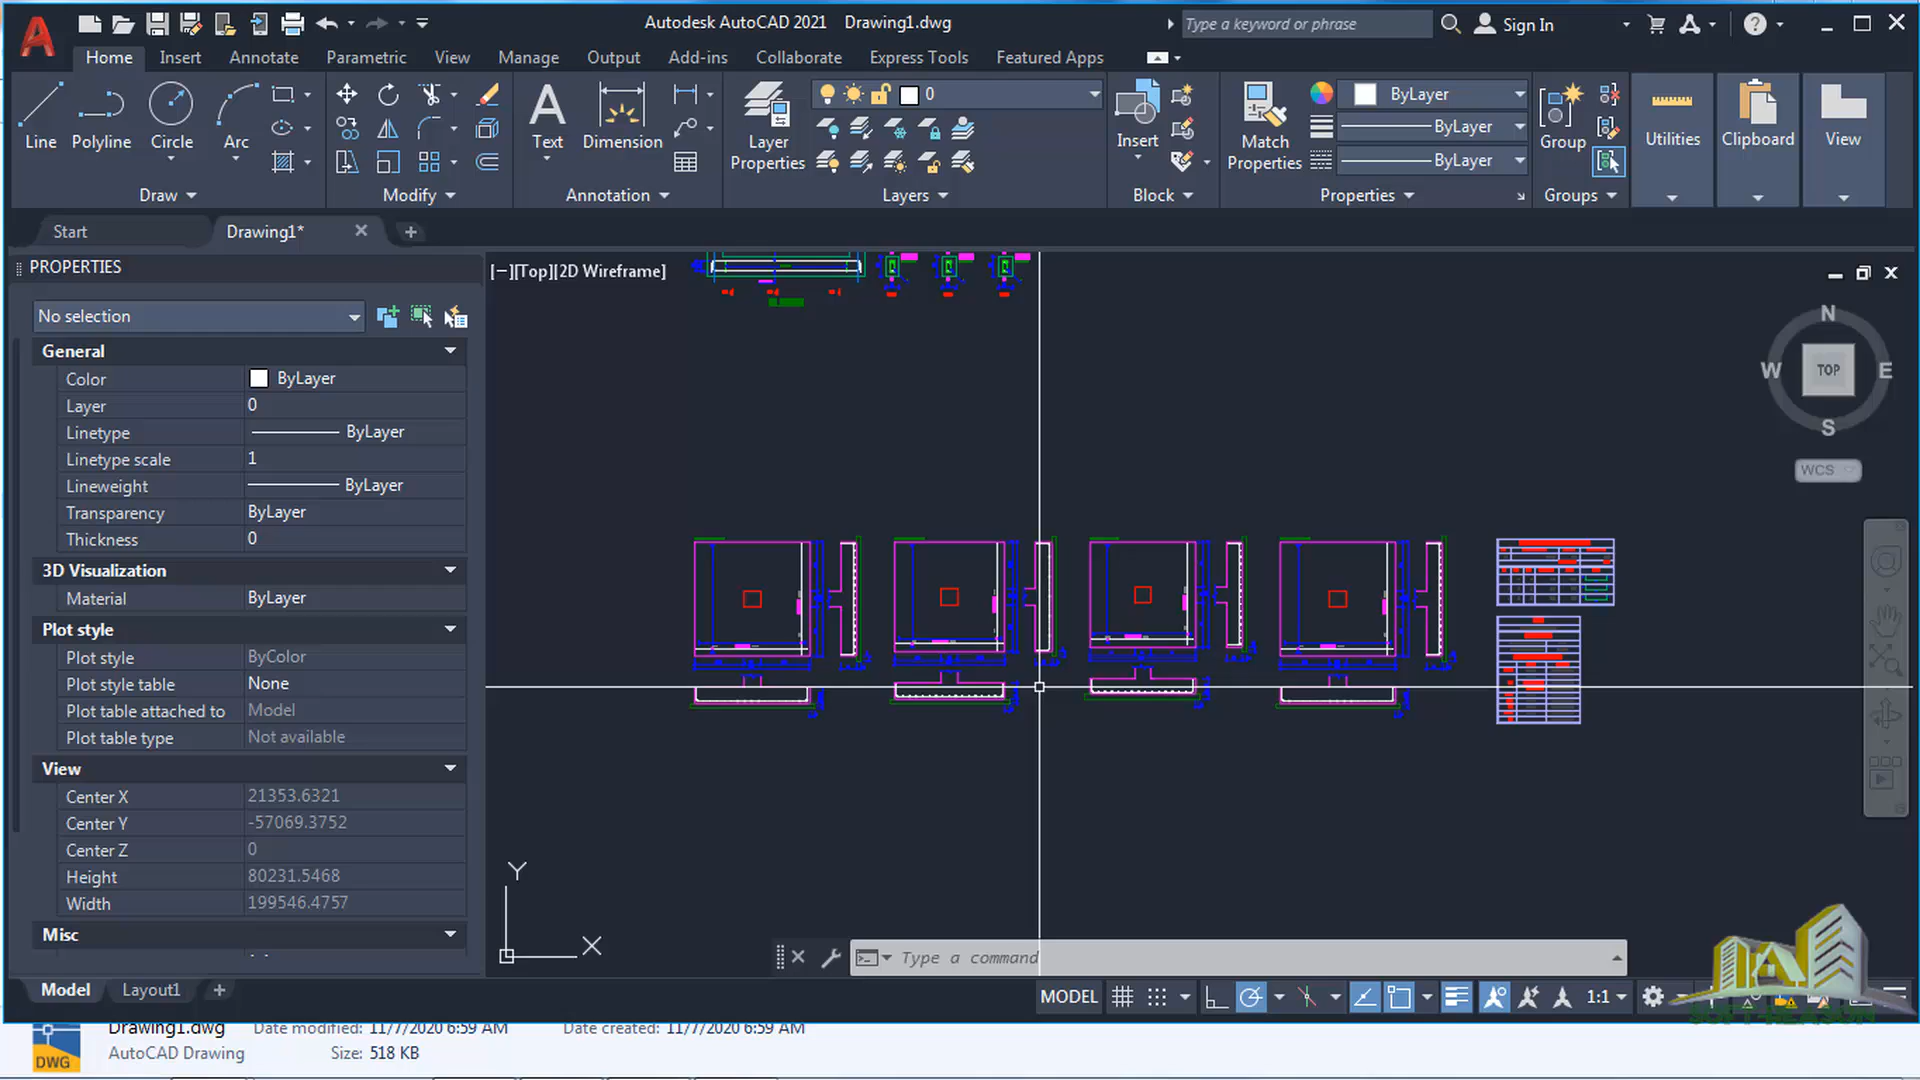 Autodesk AutoCAD 2021 Drawing1.dwg
Type a keyword or phrase
Sign In
Home Insert Annotate Parametric View Manage Output Add-ins Collaborate Express Tools Featured Apps
0
ByLayer
ByLayer
ByLayer
Line Polyline Circle Arc
Text Dimension
Layer Properties
Insert
Match Properties
Group
Utilities Clipboard View
Draw Modify Annotation Layers Block Properties Groups
Start Drawing1*
PROPERTIES
No selection
General
Color ByLayer
Layer 0
Linetype ByLayer
Linetype scale 1
Lineweight ByLayer
Transparency ByLayer
Thickness 0
3D Visualization
Material ByLayer
Plot style
Plot style ByColor
Plot style table None
Plot table attached to Model
Plot table type Not available
View
Center X 21353.6321
Center Y -57069.3752
Center Z 0
Height 80231.5468
Width 199546.4757
Misc
[−][Top][2D Wireframe]
N
W TOP E
S
WCS
Y
X
Type a command
Model Layout1
MODEL 1:1
Drawing1.dwg Date modified: 11/7/2020 6:59 AM Date created: 11/7/2020 6:59 AM
AutoCAD Drawing Size: 518 KB
DWG